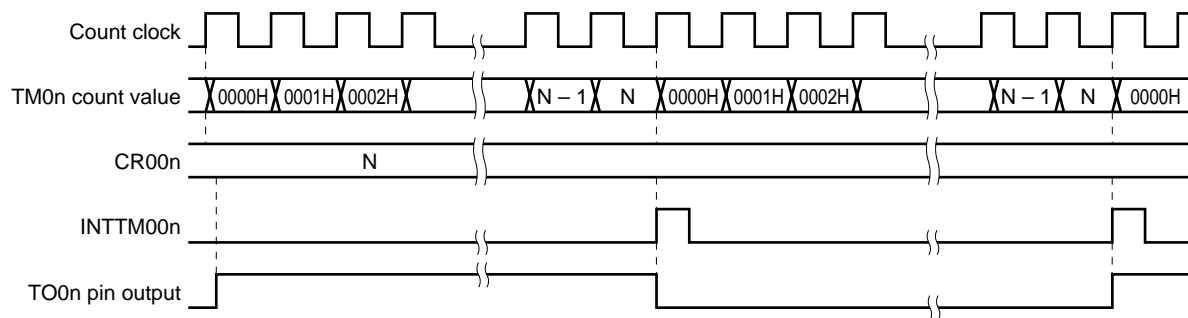 Count clock
TM0n count value 0000H 0001H 0002H N – 1 N 0000H 0001H 0002H N – 1 N 0000H
CR00n N
INTTM00n
TO0n pin output